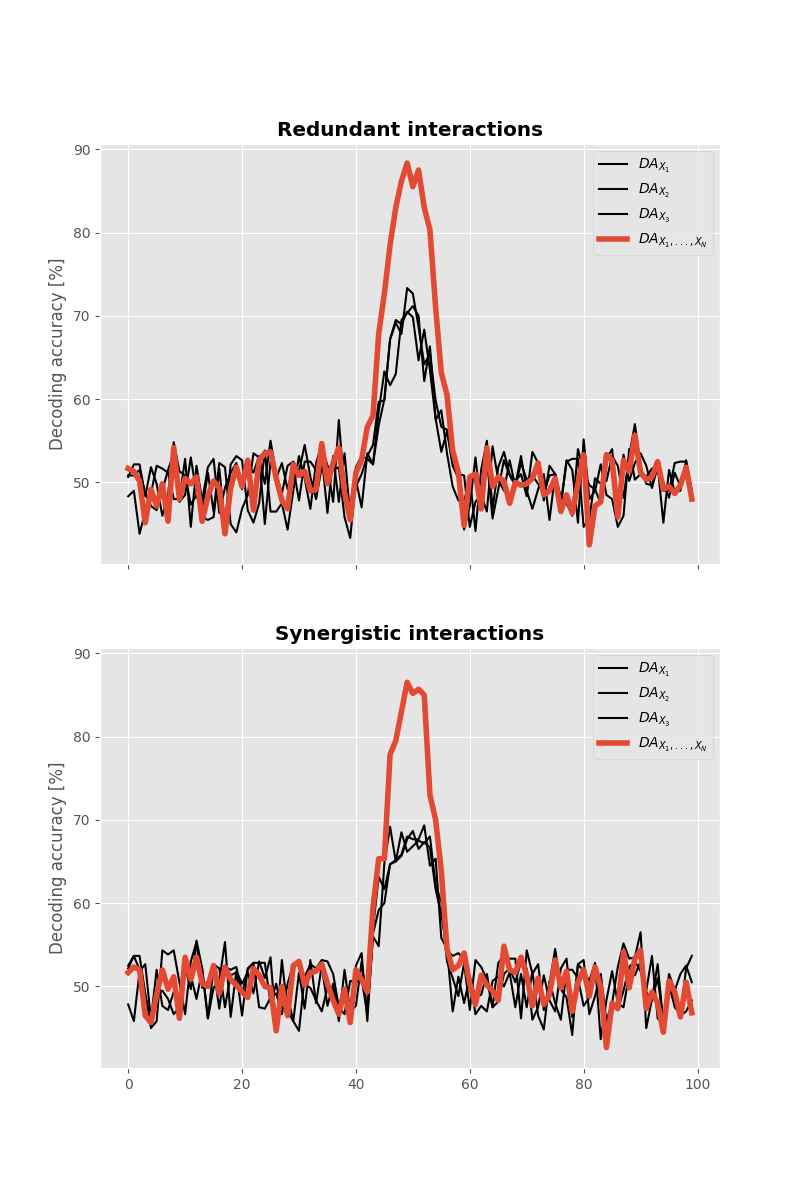 Redundant interactions
90
80
70
60
50
Decoding accuracy [%]
DA_{X_1}
DA_{X_2}
DA_{X_3}
DA_{X_1,...,X_N}
Synergistic interactions
90
80
70
60
50
Decoding accuracy [%]
DA_{X_1}
DA_{X_2}
DA_{X_3}
DA_{X_1,...,X_N}
0 20 40 60 80 100